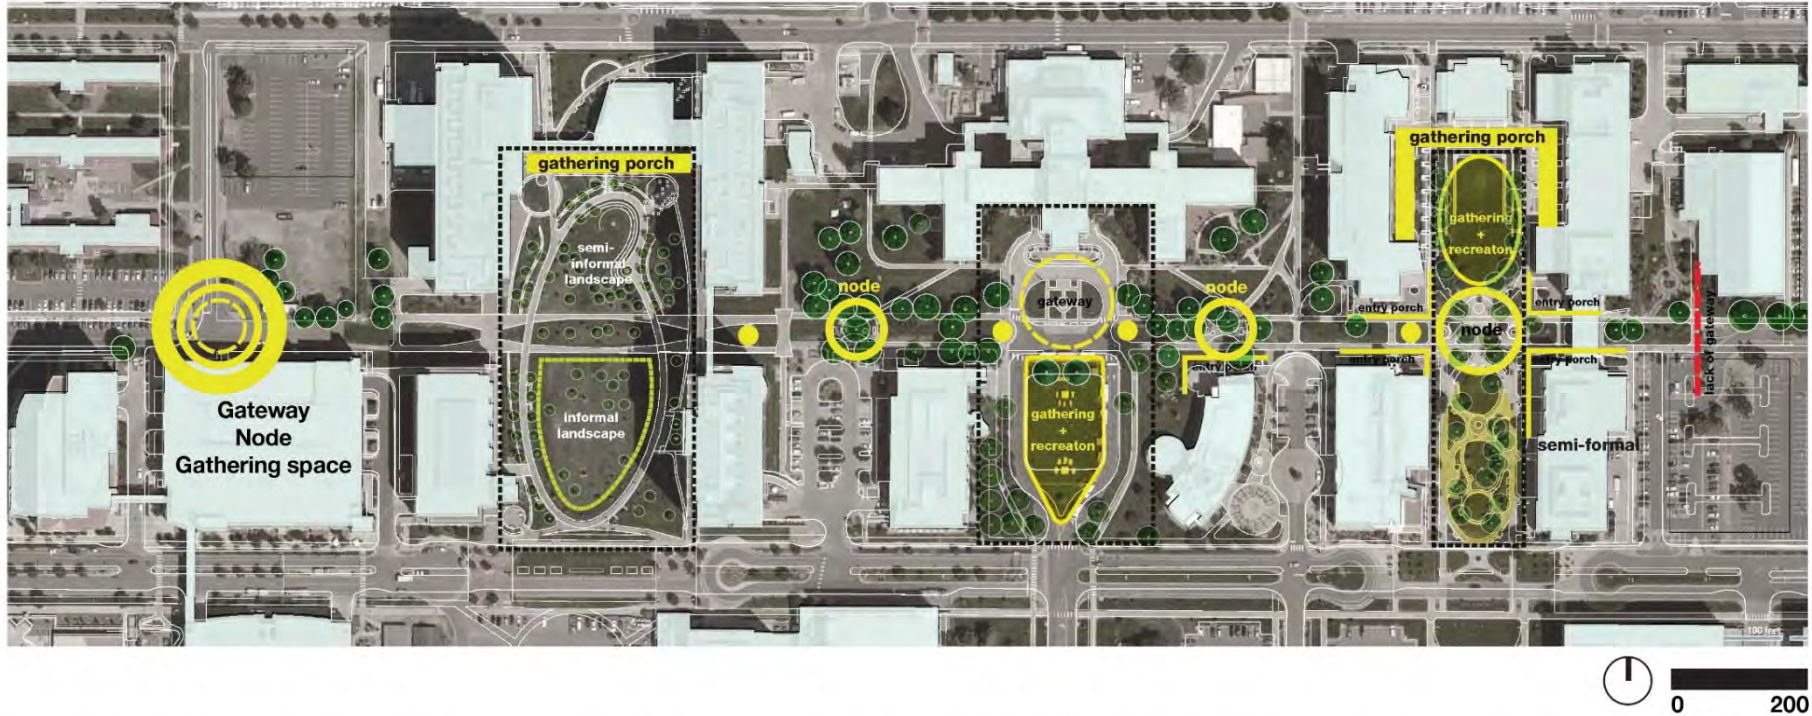 gathering porch
semi-
informal
landscape
informal
landscape
Gateway
Node
Gathering space
node
gateway
gathering
+
recreaton
node
entry porch
gathering porch
gathering
+
recreaton
entry porch
entry porch
node
entry porch
entry porch
semi-formal
lack of gateway
100 feet
0 200